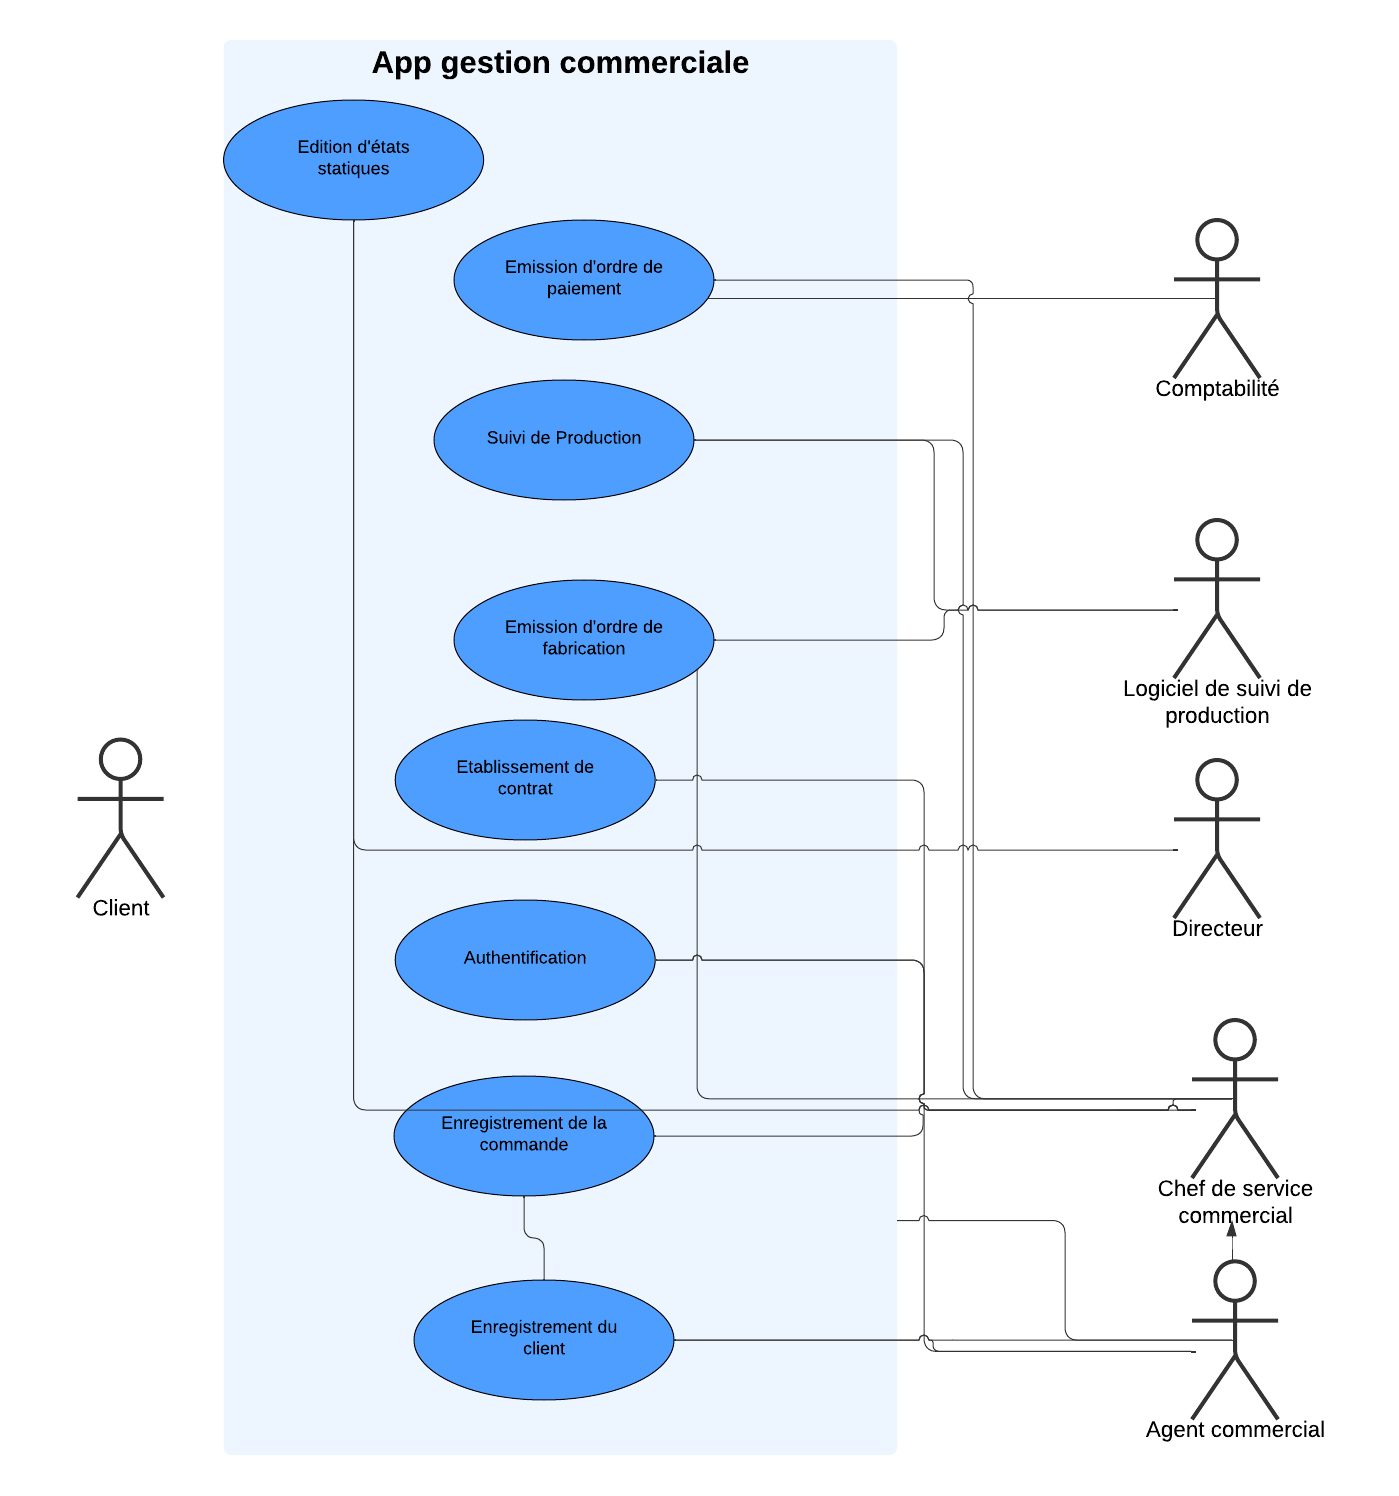 App gestion commerciale
Edition d'états
statiques
Emission d'ordre de
paiement
Comptabilité
Suivi de Production
Emission d'ordre de
fabrication
Logiciel de suivi de
production
Etablissement de
contrat
Client
Directeur
Authentification
Enregistrement de la
commande
Chef de service
commercial
Enregistrement du
client
Agent commercial